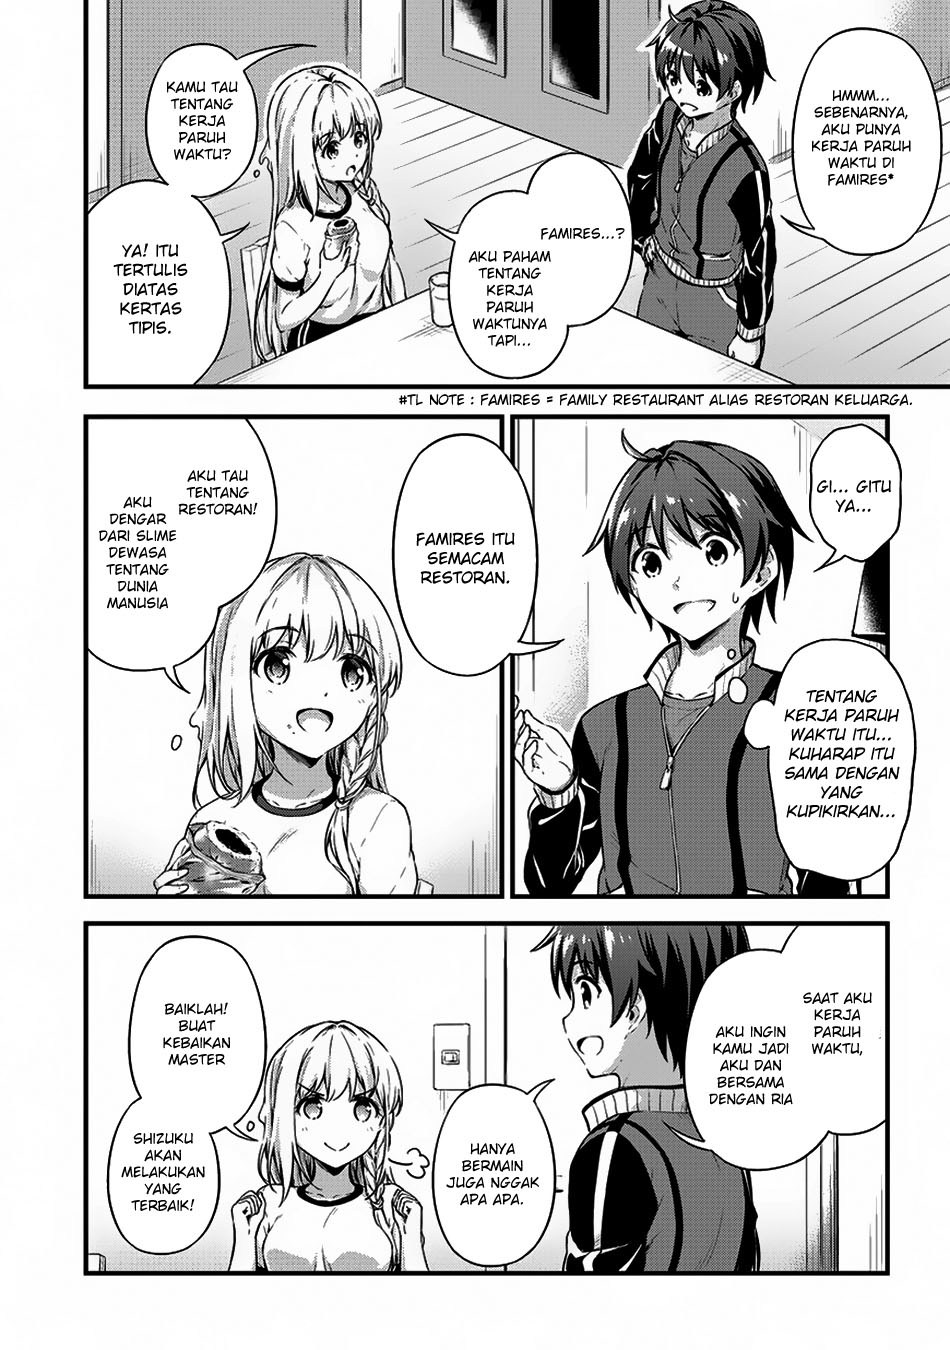 HMMM...
SEBENARNYA,
AKU PUNYA
KERJA PARUH
WAKTU DI
FAMIRES*
FAMIRES...?
AKU PAHAM
TENTANG
KERJA
PARUH
WAKTUNYA
TAPI...
KAMU TAU
TENTANG
KERJA
PARUH
WAKTU?
YA! ITU
TERTULIS
DIATAS
KERTAS
TIPIS.
#TL NOTE : FAMIRES = FAMILY RESTAURANT ALIAS RESTORAN KELUARGA.
GI... GITU
YA...
TENTANG
KERJA PARUH
WAKTU ITU...
KUHARAP ITU
SAMA DENGAN
YANG
KUPIKIRKAN...
FAMIRES ITU
SEMACAM
RESTORAN.
AKU TAU
TENTANG
RESTORAN!
AKU
DENGAR
DARI SLIME
DEWASA
TENTANG
DUNIA
MANUSIA
SAAT AKU
KERJA
PARUH
WAKTU,
AKU INGIN
KAMU JADI
AKU DAN
BERSAMA
DENGAN RIA
HANYA
BERMAIN
JUGA NGGAK
APA APA.
BAIKLAH!
BUAT
KEBAIKAN
MASTER
SHIZUKU
AKAN
MELAKUKAN
YANG
TERBAIK!